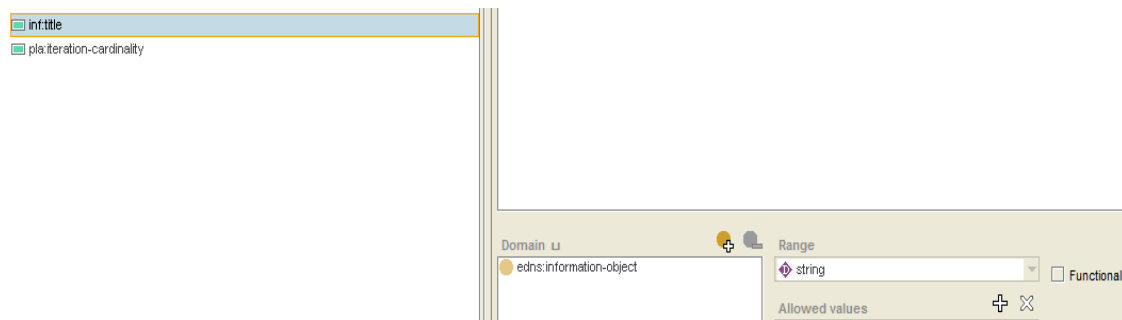 inf:title
pla:iteration-cardinality
Domain ⊔
Range
edns:information-object
string
Functional
Allowed values